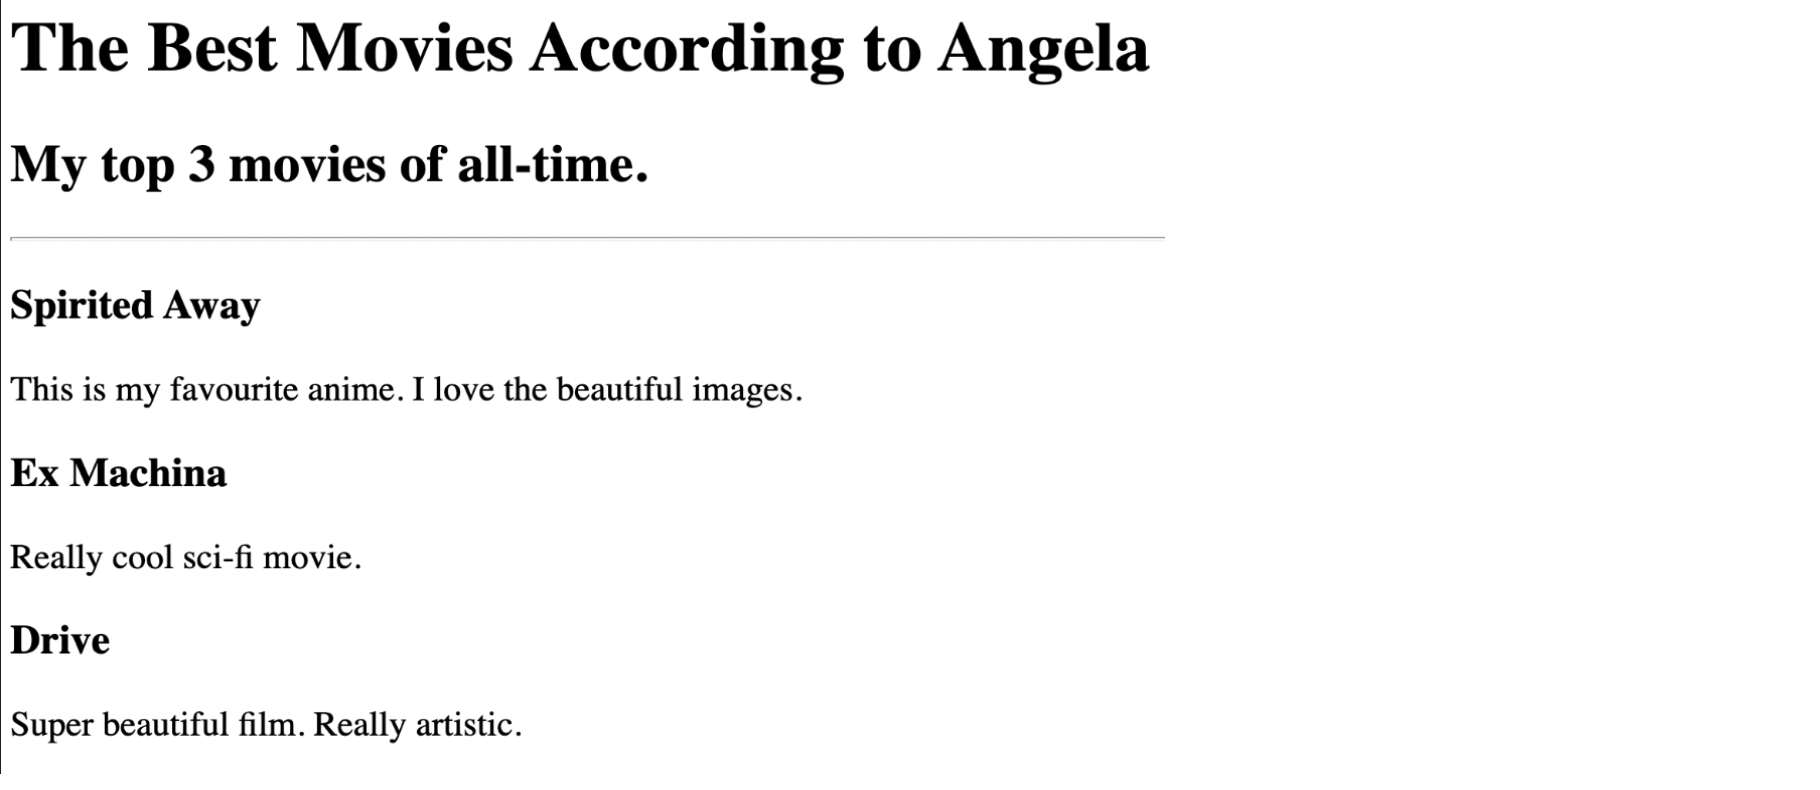 The Best Movies According to Angela
My top 3 movies of all-time.
Spirited Away
This is my favourite anime. I love the beautiful images.
Ex Machina
Really cool sci-fi movie.
Drive
Super beautiful film. Really artistic.